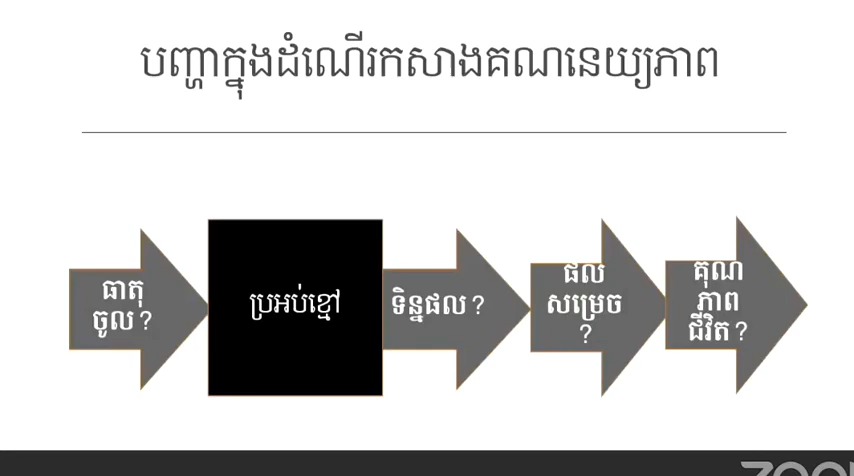 បញ្ហាក្នុងដំណើរកសាងគណនេយ្យភាព
ធាតុ
ចូល ?
ប្រអប់ខ្មៅ
ទិន្នផល ?
ផល
សម្រេច
?
គុណ
ភាព
ជីវិត ?
zoom